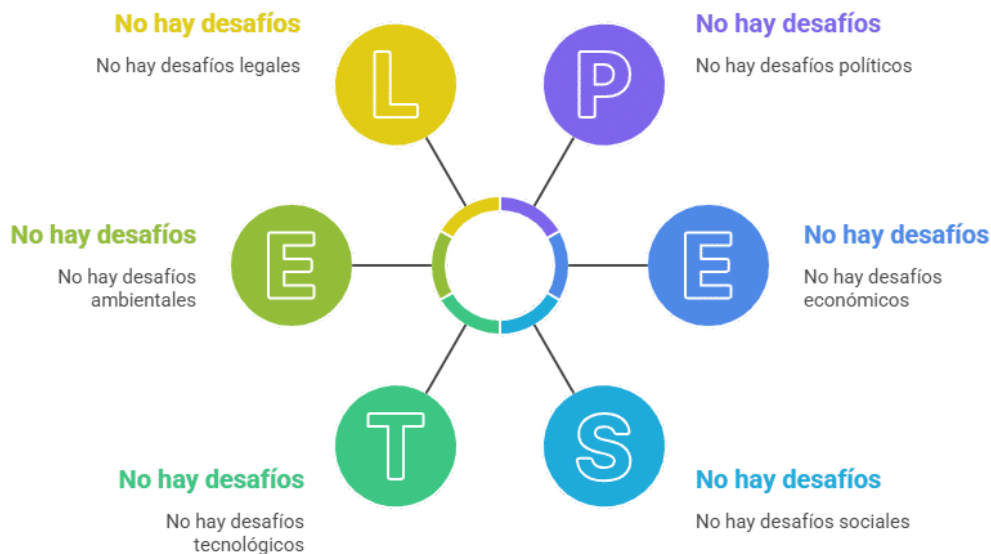 No hay desafíos
No hay desafíos legales
L
P
No hay desafíos
No hay desafíos políticos
No hay desafíos
No hay desafíos
ambientales
E
E
No hay desafíos
No hay desafíos
económicos
No hay desafíos
No hay desafíos
tecnológicos
T
S
No hay desafíos
No hay desafíos sociales